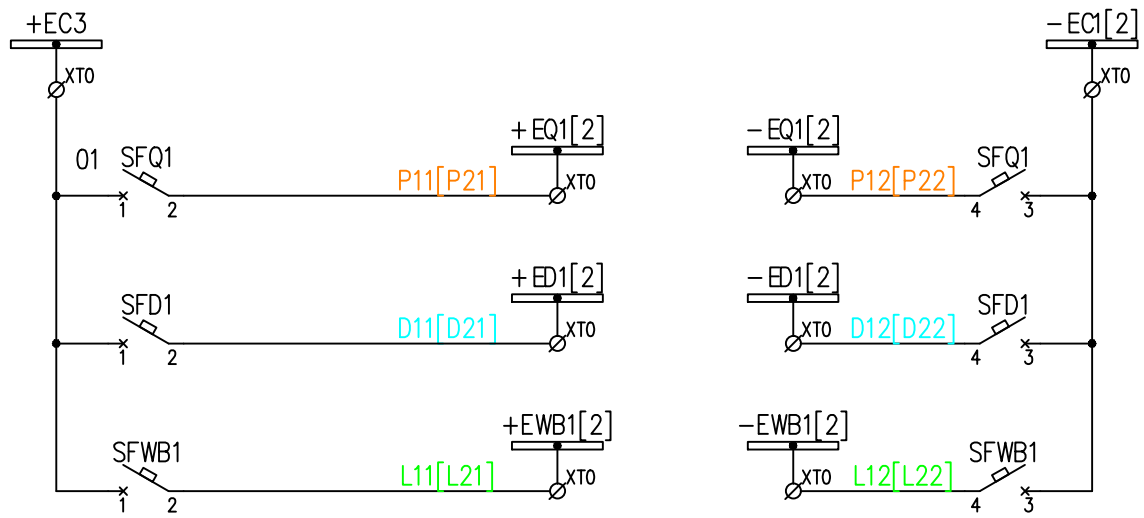 +EC3
-EC1[2]
XT0
XT0
+EQ1[2]
-EQ1[2]
01
SFQ1
P11[P21]
XT0
XT0
P12[P22]
SFQ1
1
2
4
3
+ED1[2]
-ED1[2]
SFD1
D11[D21]
XT0
XT0
D12[D22]
SFD1
1
2
4
3
+EWB1[2]
-EWB1[2]
SFWB1
L11[L21]
XT0
XT0
L12[L22]
SFWB1
1
2
4
3